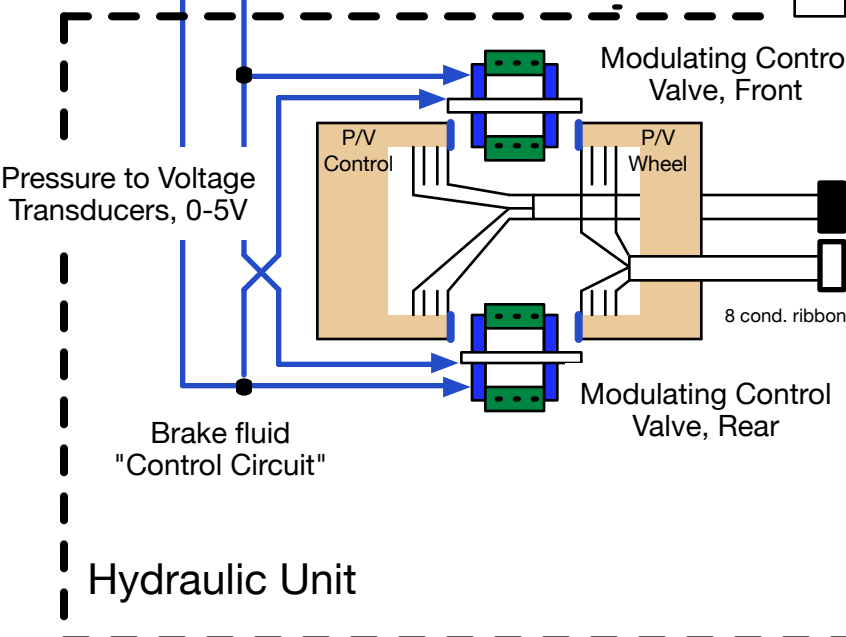 Modulating Contro
Valve, Front
P/V
Control
P/V
Wheel
Pressure to Voltage
Transducers, 0-5V
8 cond. ribbon
Modulating Control
Valve, Rear
Brake fluid
"Control Circuit"
Hydraulic Unit